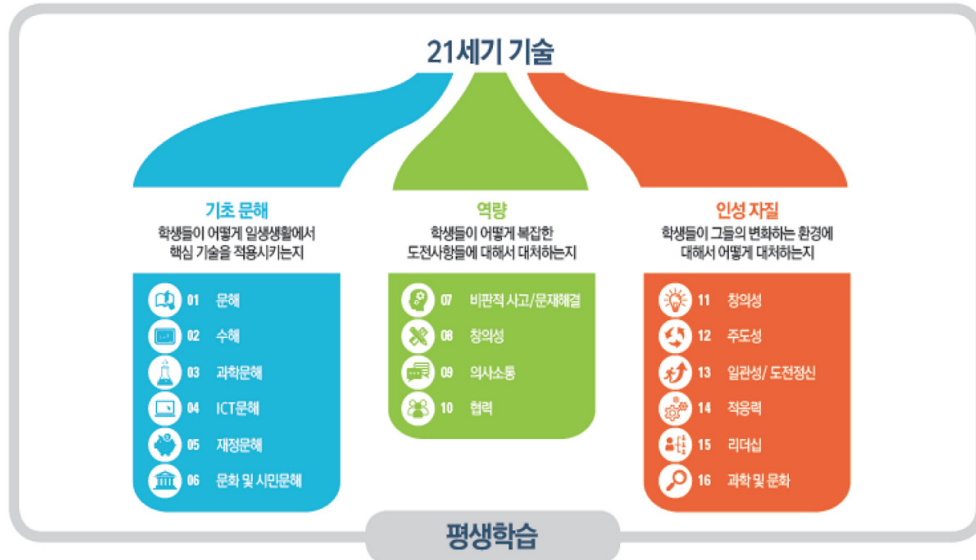 21세기 기술
기초 문해
학생들이 어떻게 일생생활에서
핵심 기술을 적용시키는지
01 문해
02 수해
03 과학문해
04 ICT문해
05 재정문해
06 문화 및 시민문해
역량
학생들이 어떻게 복잡한
도전사항들에 대해서 대처하는지
07 비판적 사고/문재해결
08 창의성
09 의사소통
10 협력
인성 자질
학생들이 그들의 변화하는 환경에
대해서 어떻게 대처하는지
11 창의성
12 주도성
13 일관성/ 도전정신
14 적응력
15 리더십
16 과학 및 문화
평생학습